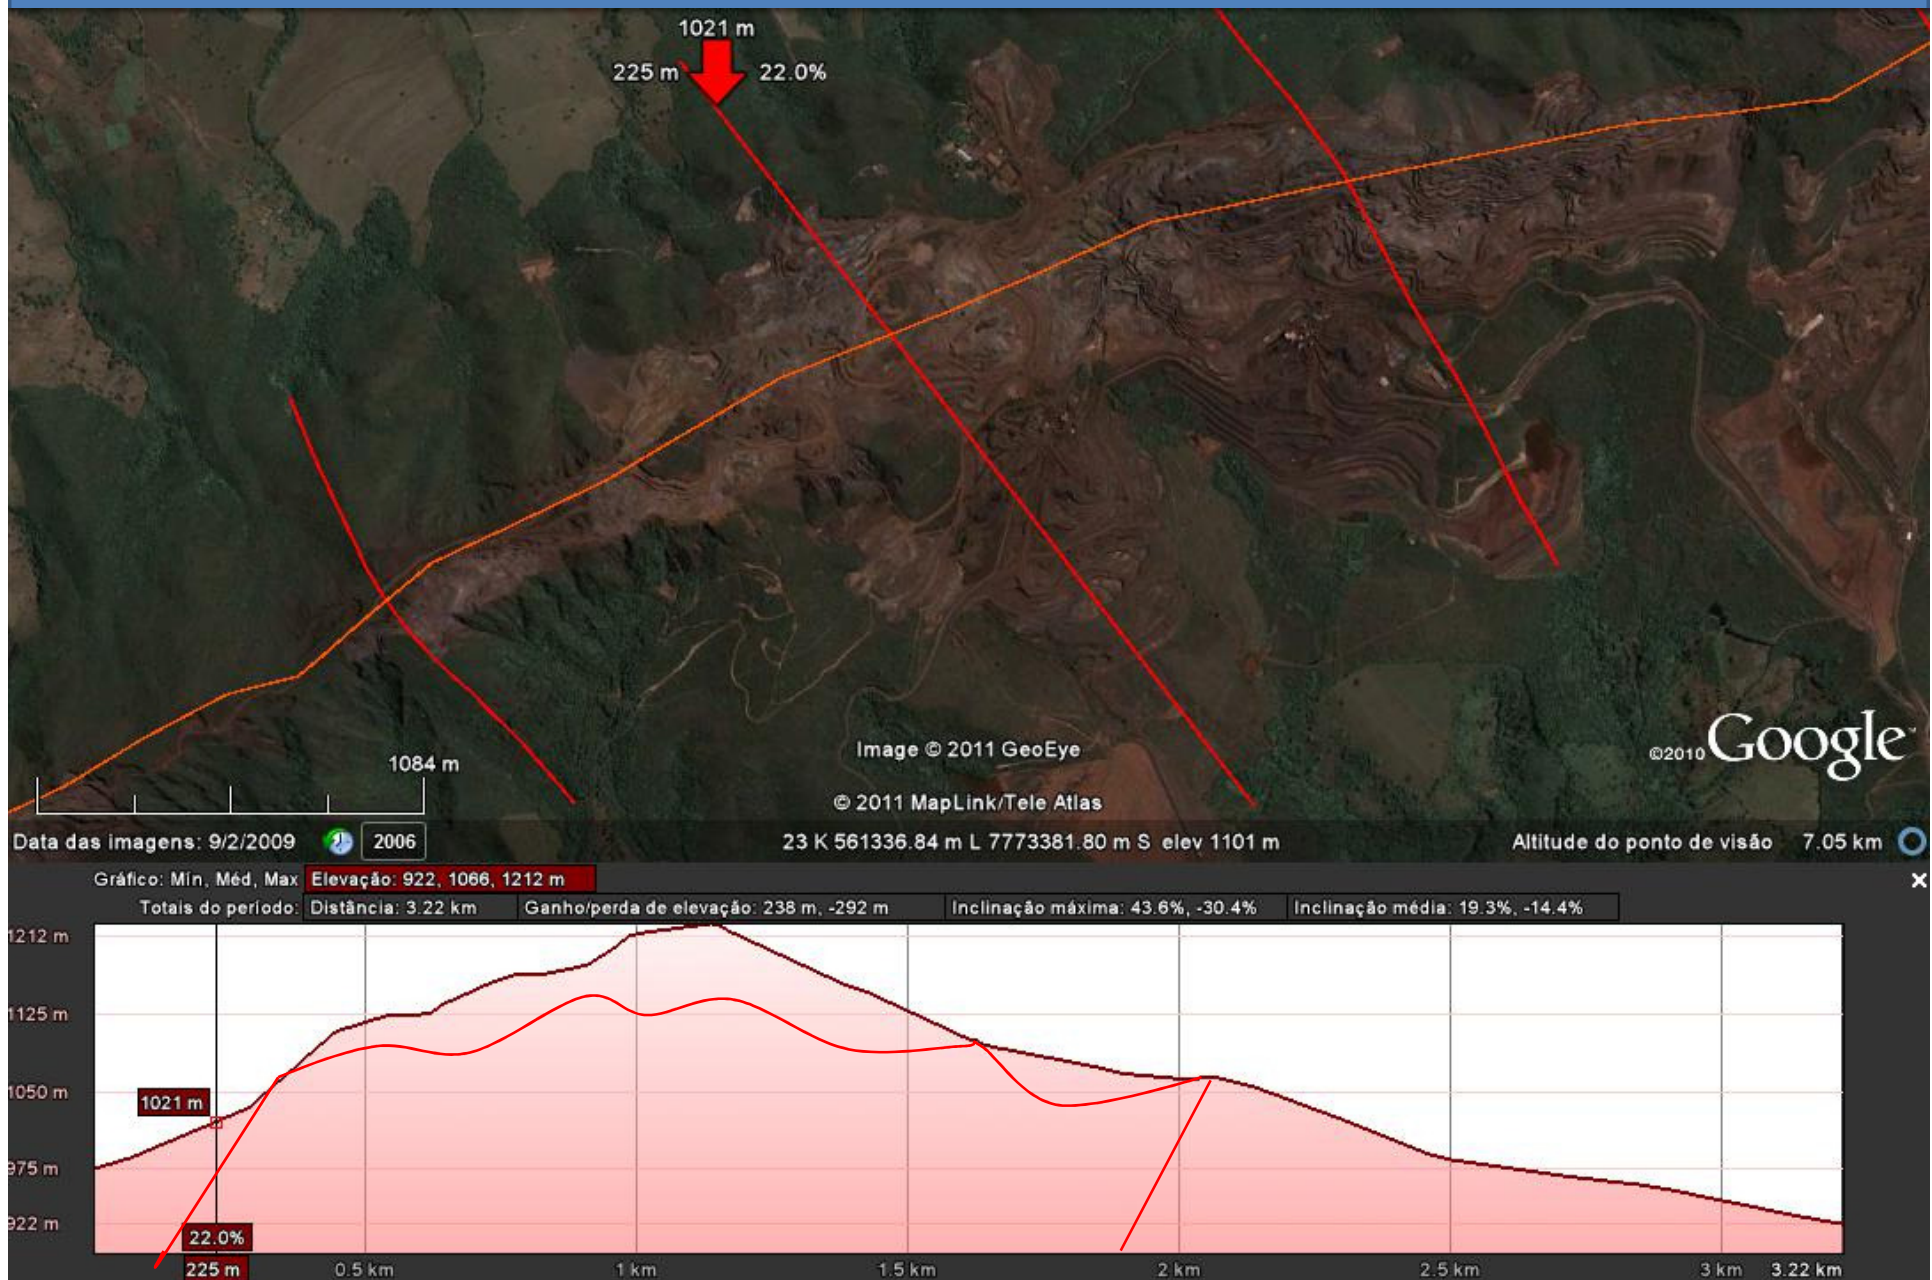 1021 m
225 m 22.0%
1084 m
Image © 2011 GeoEye
© 2011 MapLink/Tele Atlas
©2010 Google
Data das imagens: 9/2/2009 2006 23 K 561336.84 m L 7773381.80 m S elev 1101 m Altitude do ponto de visão 7.05 km
Gráfico: Mín, Méd, Max Elevação: 922, 1066, 1212 m
Totais do período: Distância: 3.22 km Ganho/perda de elevação: 238 m, -292 m Inclinação máxima: 43.6%, -30.4% Inclinação média: 19.3%, -14.4%
1212 m
1125 m
1050 m
1021 m
975 m
922 m
22.0%
225 m 0.5 km 1 km 1.5 km 2 km 2.5 km 3 km 3.22 km